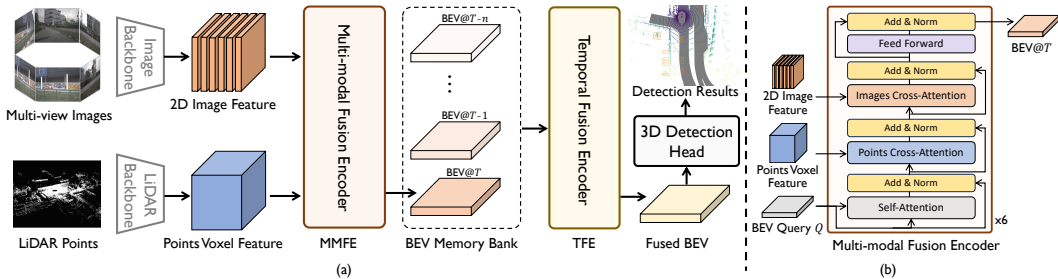 Image
Backbone
Multi-view Images
2D Image Feature
LiDAR
Backbone
LiDAR Points
Points Voxel Feature
Multi-modal Fusion Encoder
MMFE
BEV@T-n
...
BEV@T-1
BEV@T
BEV Memory Bank
Temporal Fusion Encoder
TFE
Detection Results
3D Detection
Head
Fused BEV
(a)
Add & Norm
BEV@T
Feed Forward
Add & Norm
2D Image
Feature
Images Cross-Attention
Add & Norm
Points Cross-Attention
Points Voxel
Feature
Add & Norm
Self-Attention
BEV Query Q
x6
Multi-modal Fusion Encoder
(b)